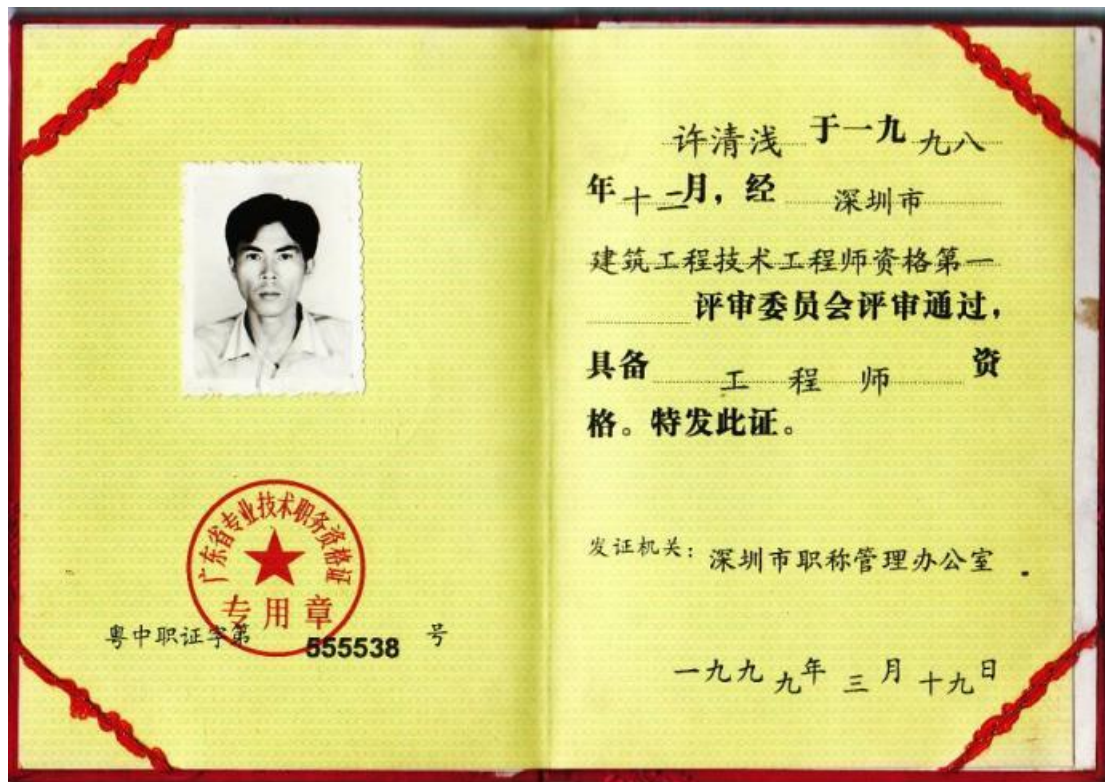 广东省专业技术职务资格证
专用章
粤中职证字第 555538 号
许清浅 于一九九八
年十二月，经 深圳市
建筑工程技术工程师资格第一
评审委员会评审通过，
具备 工程师 资
格。特发此证。
发证机关：深圳市职称管理办公室
一九九九年三月十九日